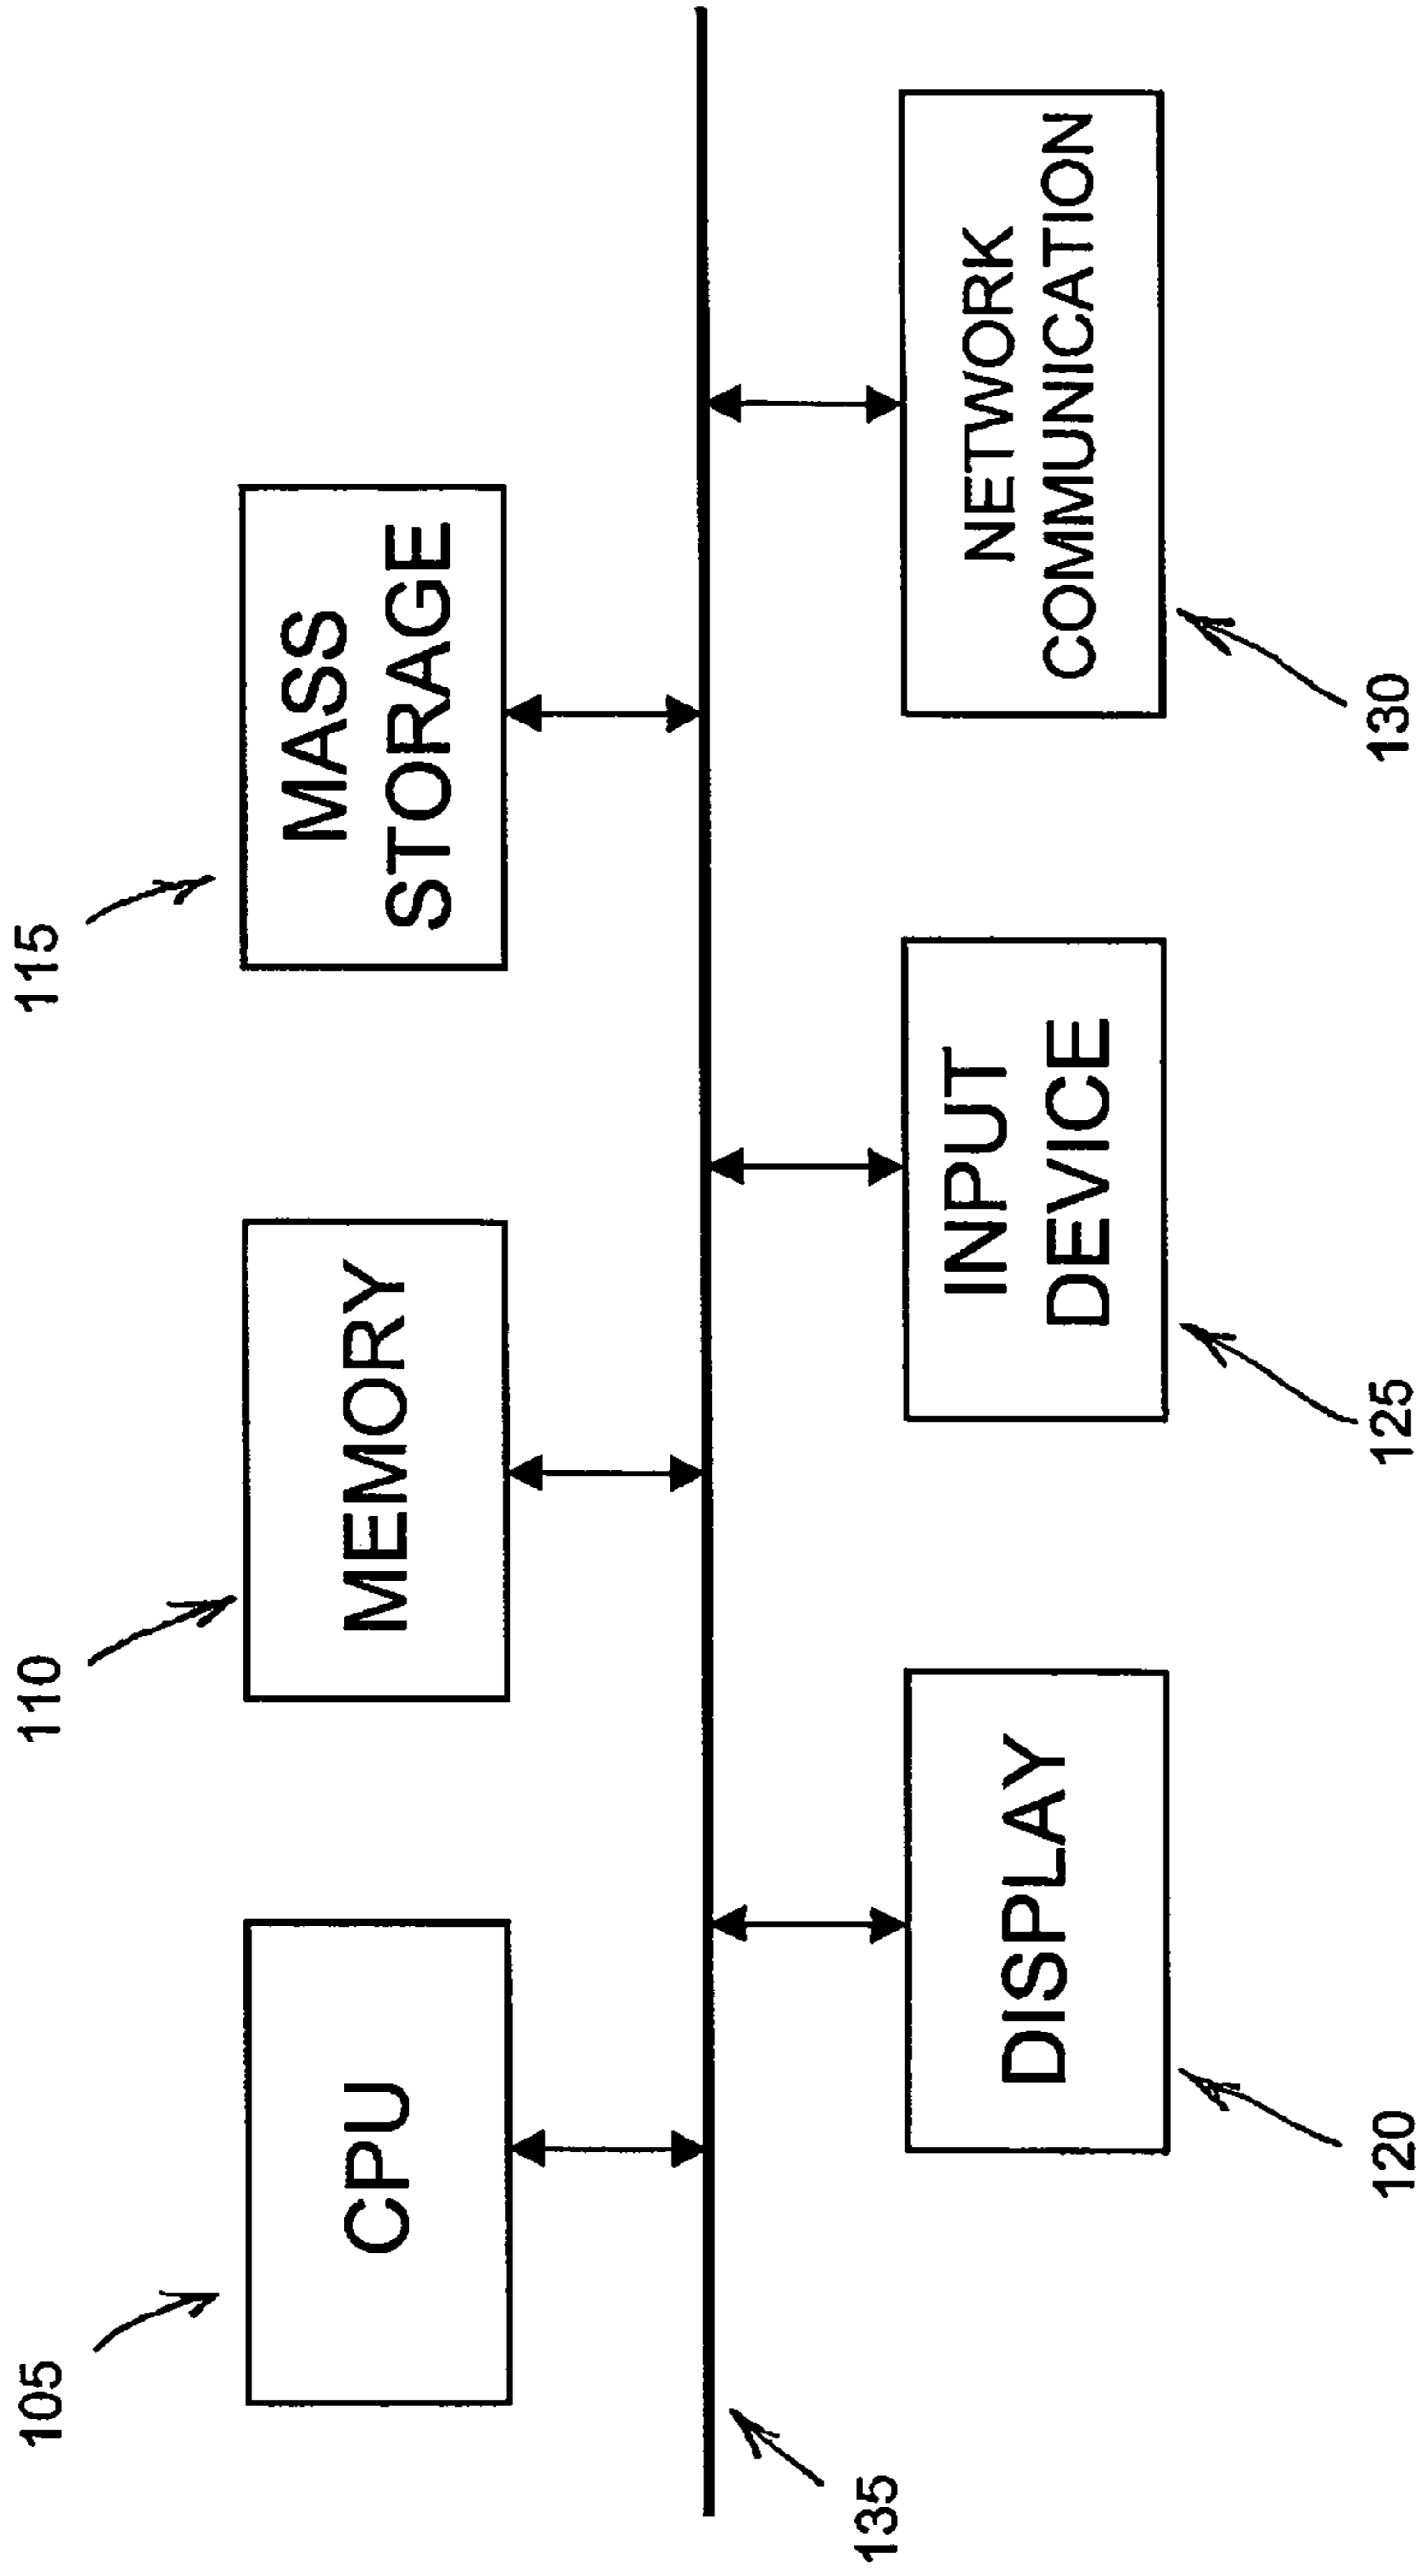 105
110
115
CPU
MEMORY
MASS
STORAGE
135
DISPLAY
INPUT
DEVICE
NETWORK
COMMUNICATION
120
125
130